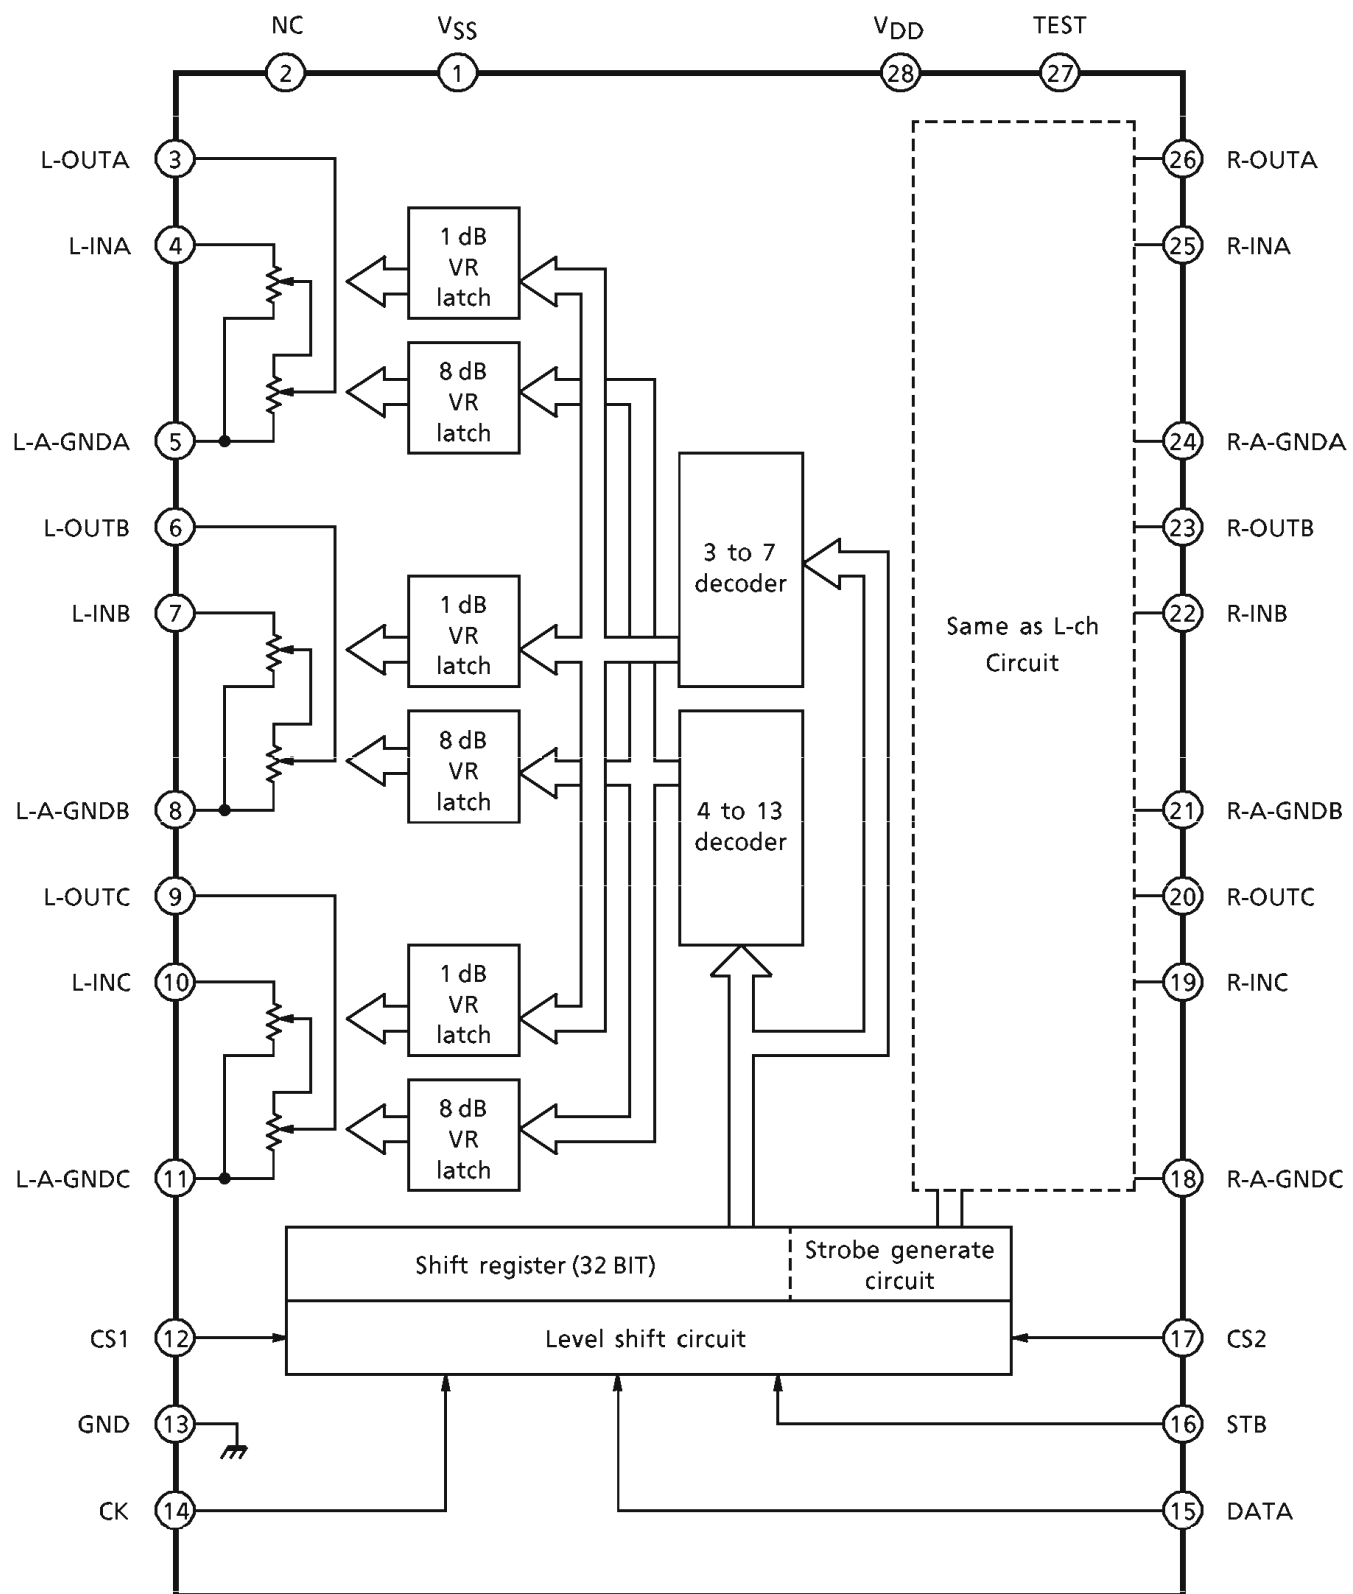 NC
VSS
VDD
TEST
2
1
28
27
L-OUTA
3
26
R-OUTA
L-INA
4
1 dB
VR
latch
25
R-INA
8 dB
VR
latch
L-A-GNDA
5
24
R-A-GNDA
L-OUTB
6
3 to 7
decoder
23
R-OUTB
L-INB
7
1 dB
VR
latch
Same as L-ch
Circuit
22
R-INB
8 dB
VR
latch
L-A-GNDB
8
4 to 13
decoder
21
R-A-GNDB
L-OUTC
9
20
R-OUTC
L-INC
10
1 dB
VR
latch
19
R-INC
8 dB
VR
latch
L-A-GNDC
11
18
R-A-GNDC
Shift register (32 BIT)
Strobe generate
circuit
CS1
12
Level shift circuit
17
CS2
GND
13
16
STB
CK
14
15
DATA